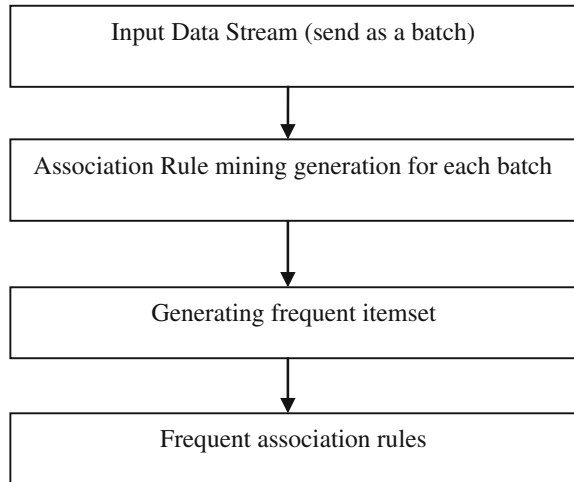 Input Data Stream (send as a batch)
Association Rule mining generation for each batch
Generating frequent itemset
Frequent association rules